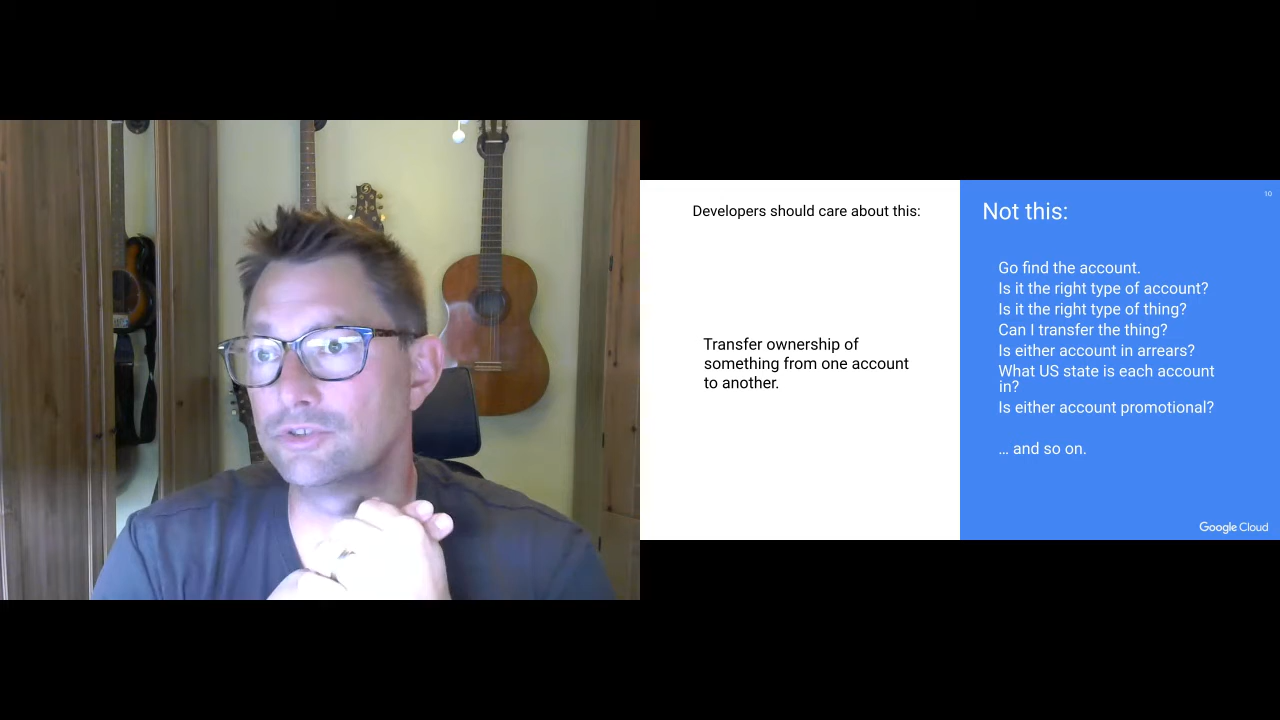 Developers should care about this:
Transfer ownership of
something from one account
to another.
10
Not this:
Go find the account.
Is it the right type of account?
Is it the right type of thing?
Can I transfer the thing?
Is either account in arrears?
What US state is each account
in?
Is either account promotional?
… and so on.
Google Cloud